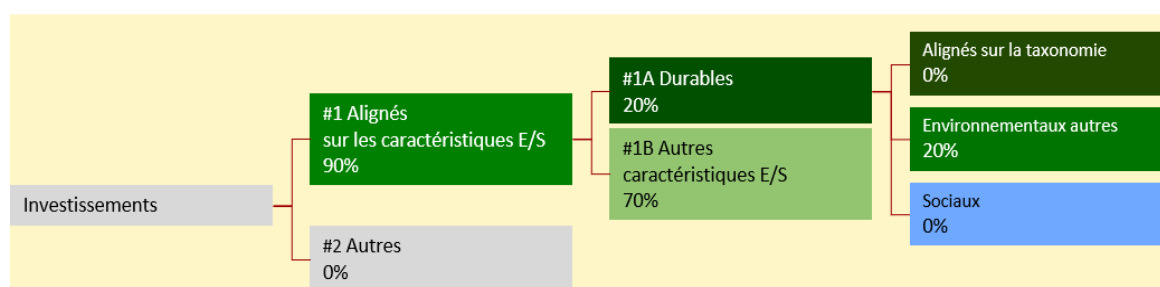 Investissements
#1 Alignés
sur les caractéristiques E/S
90%
#2 Autres
0%
#1A Durables
20%
#1B Autres
caractéristiques E/S
70%
Alignés sur la taxonomie
0%
Environnementaux autres
20%
Sociaux
0%